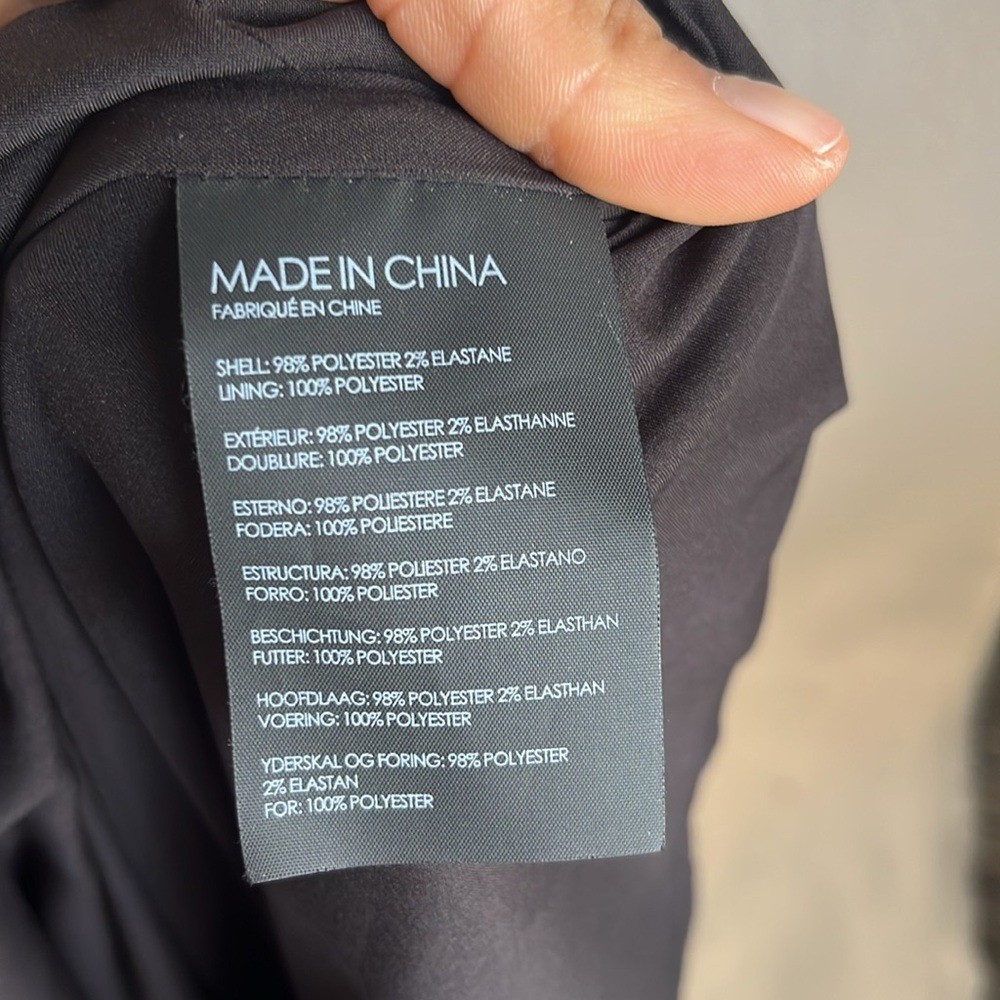 MADE IN CHINA
FABRIQUÉ EN CHINE
SHELL: 98% POLYESTER 2% ELASTANE
LINING: 100% POLYESTER
EXTÉRIEUR: 98% POLYESTER 2% ELASTHANNE
DOUBLURE: 100% POLYESTER
ESTERNO: 98% POLIESTERE 2% ELASTANE
FODERA: 100% POLIESTERE
ESTRUCTURA: 98% POLIESTER 2% ELASTANO
FORRO: 100% POLIESTER
BESCHICHTUNG: 98% POLYESTER 2% ELASTHAN
FUTTER: 100% POLYESTER
HOOFDLAAG: 98% POLYESTER 2% ELASTHAN
VOERING: 100% POLYESTER
YDERSKAL OG FORING: 98% POLYESTER
2% ELASTAN
FOR: 100% POLYESTER